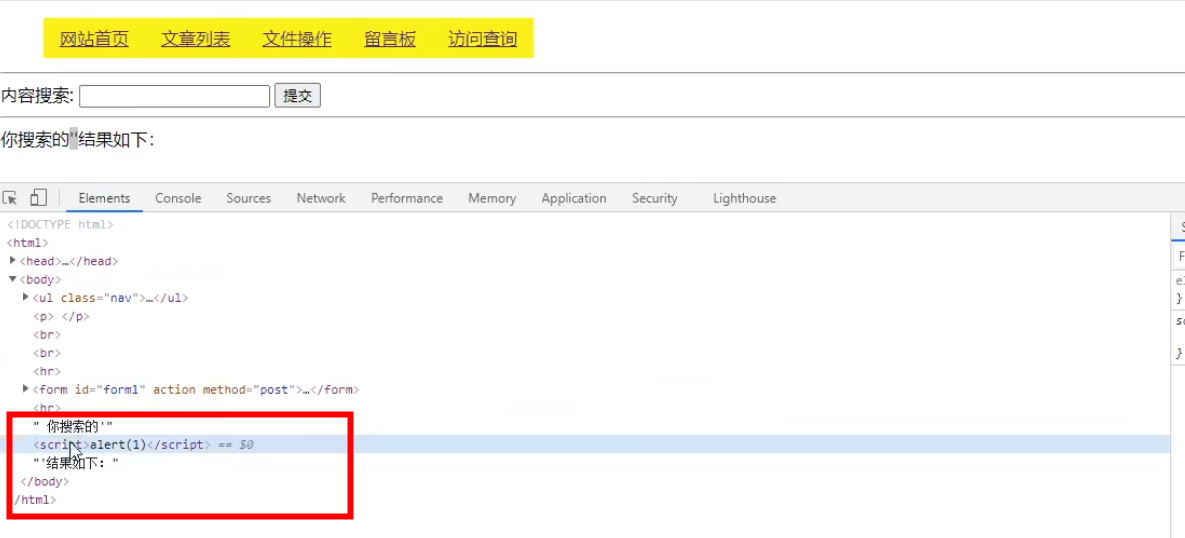 网站首页 文章列表 文件操作 留言板 访问查询
内容搜索: 提交
你搜索的''结果如下：
Elements Console Sources Network Performance Memory Application Security Lighthouse
<!DOCTYPE html>
<html>
<head>…</head>
<body>
<ul class="nav">…</ul>
<p> </p>
<br>
<br>
<hr>
<form id="form1" action method="post">…</form>
<hr>
" 你搜索的'"
<script>alert(1)</script> == $0
"'结果如下："
</body>
/html>
}
}